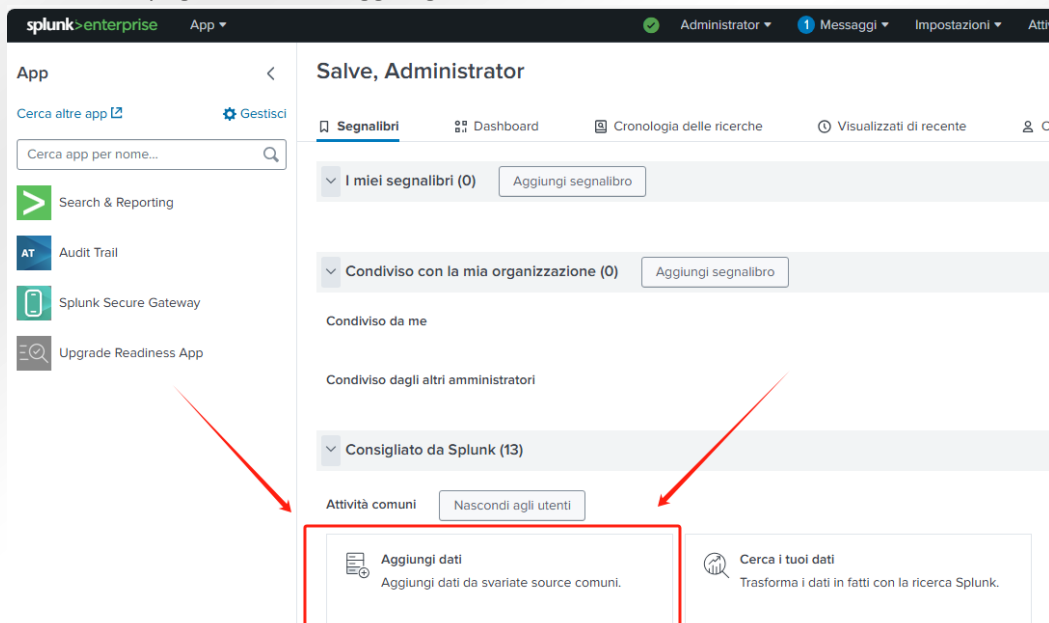 splunk>enterprise App
Administrator 1 Messaggi Impostazioni
App
Cerca altre app Gestisci
Cerca app per nome...
Search & Reporting
AT Audit Trail
Splunk Secure Gateway
Upgrade Readiness App
Salve, Administrator
Segnalibri Dashboard Cronologia delle ricerche Visualizzati di recente
I miei segnalibri (0) Aggiungi segnalibro
Condiviso con la mia organizzazione (0) Aggiungi segnalibro
Condiviso da me
Condiviso dagli altri amministratori
Consigliato da Splunk (13)
Attività comuni Nascondi agli utenti
Aggiungi dati
Aggiungi dati da svariate source comuni.
Cerca i tuoi dati
Trasforma i dati in fatti con la ricerca Splunk.